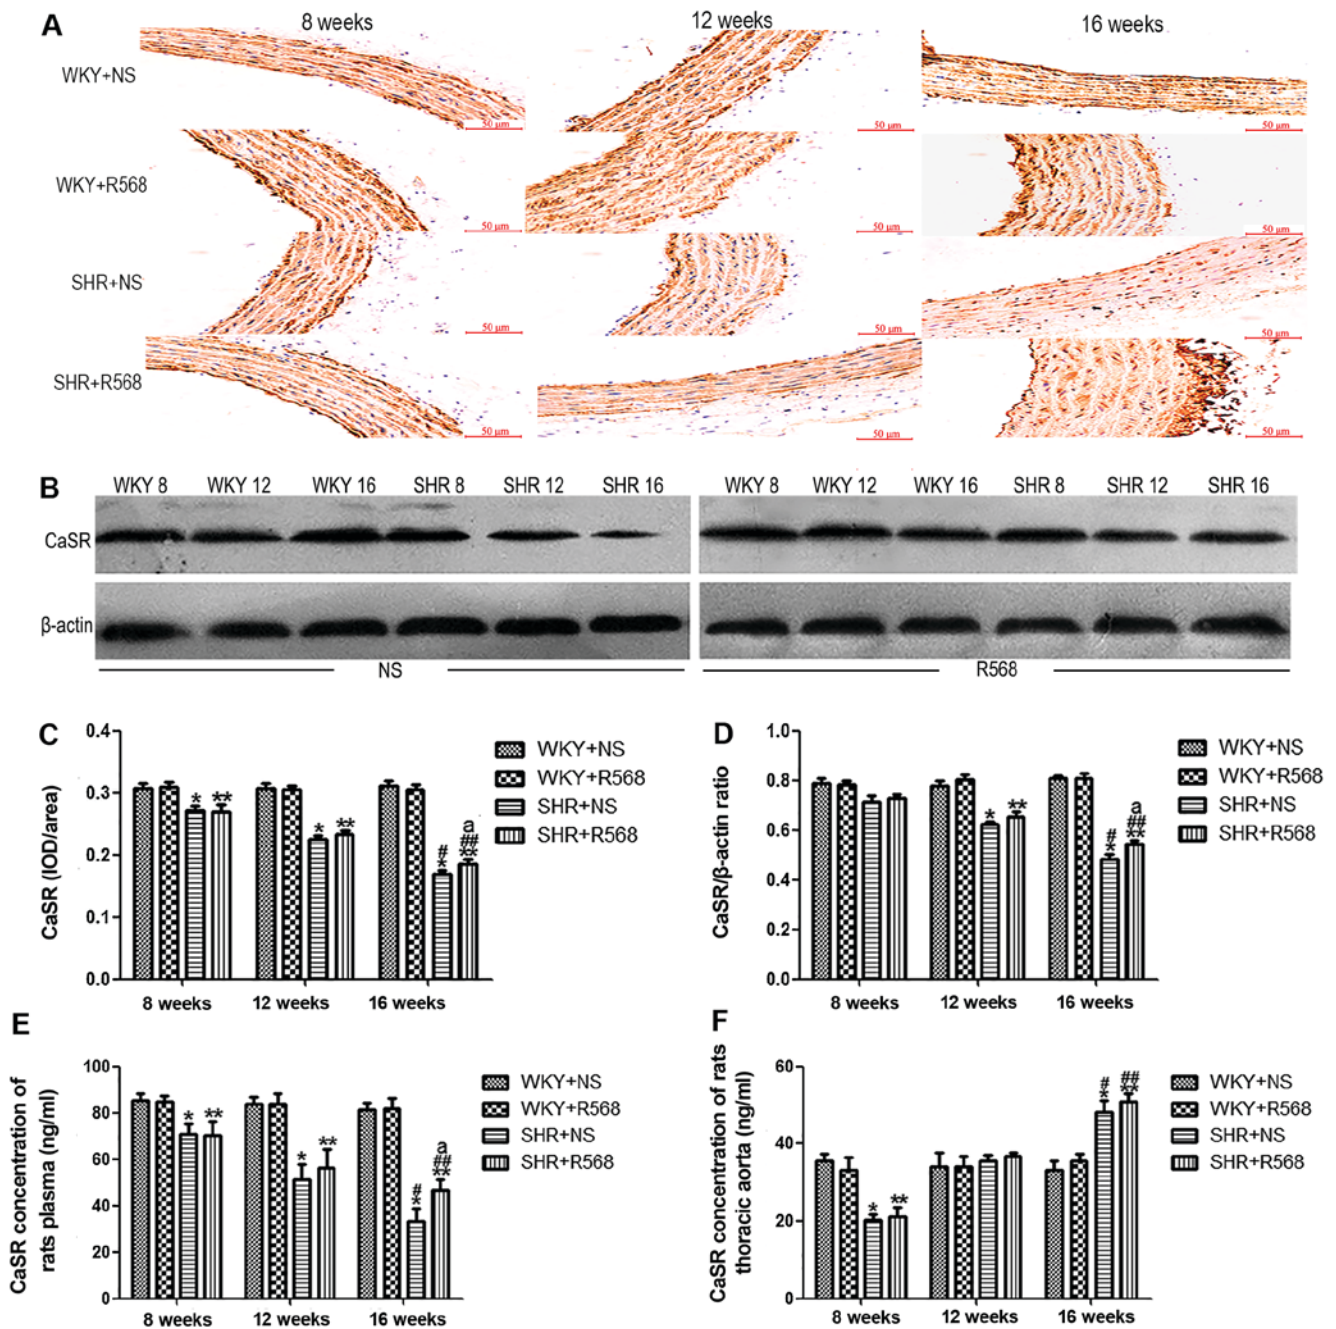 A
8 weeks
12 weeks
16 weeks
WKY+NS
50 µm
50 µm
50 µm
WKY+R568
50 µm
50 µm
50 µm
SHR+NS
50 µm
50 µm
50 µm
SHR+R568
50 µm
50 µm
50 µm
B
WKY 8 WKY 12 WKY 16 SHR 8 SHR 12 SHR 16
WKY 8 WKY 12 WKY 16 SHR 8 SHR 12 SHR 16
CaSR
β-actin
NS
R568
C
CaSR (IOD/area)
0.4
0.3
0.2
0.1
0.0
* ** * ** # * a ## **
8 weeks 12 weeks 16 weeks
WKY+NS
WKY+R568
SHR+NS
SHR+R568
D
CaSR/β-actin ratio
1.0
0.8
0.6
0.4
0.2
0.0
* ** # * a ## **
8 weeks 12 weeks 16 weeks
WKY+NS
WKY+R568
SHR+NS
SHR+R568
E
CaSR concentration of
rats plasma (ng/ml)
100
80
60
40
20
0
* ** * ** # * a ## **
8 weeks 12 weeks 16 weeks
WKY+NS
WKY+R568
SHR+NS
SHR+R568
F
CaSR concentration of rats
thoracic aorta (ng/ml)
60
40
20
0
* ** # * ## **
8 weeks 12 weeks 16 weeks
WKY+NS
WKY+R568
SHR+NS
SHR+R568